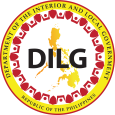 DEPARTMENT OF THE INTERIOR AND LOCAL GOVERNMENT
DILG
REPUBLIC OF THE PHILIPPINES